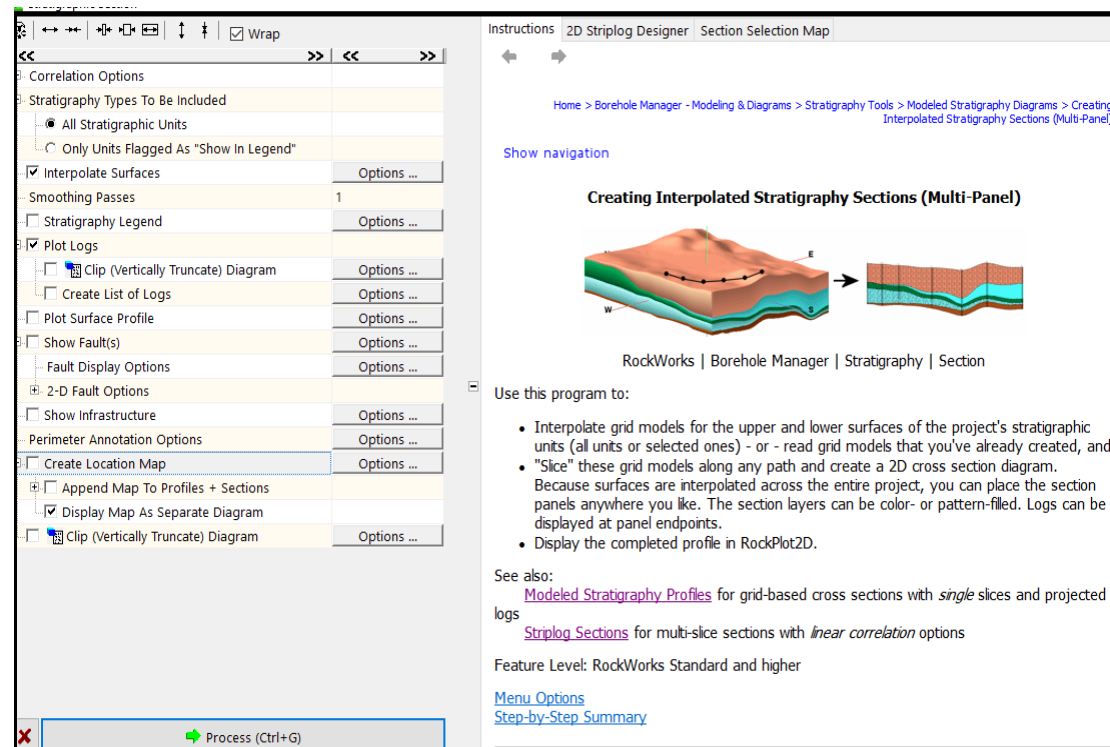 Wrap
<< >> << >>
Correlation Options
Stratigraphy Types To Be Included
All Stratigraphic Units
Only Units Flagged As "Show In Legend"
Interpolate Surfaces Options ...
Smoothing Passes 1
Stratigraphy Legend Options ...
Plot Logs
Clip (Vertically Truncate) Diagram Options ...
Create List of Logs Options ...
Plot Surface Profile Options ...
Show Fault(s) Options ...
Fault Display Options Options ...
2-D Fault Options
Show Infrastructure Options ...
Perimeter Annotation Options Options ...
Create Location Map Options ...
Append Map To Profiles + Sections
Display Map As Separate Diagram
Clip (Vertically Truncate) Diagram Options ...
Process (Ctrl+G)
Instructions 2D Striplog Designer Section Selection Map
Home > Borehole Manager - Modeling & Diagrams > Stratigraphy Tools > Modeled Stratigraphy Diagrams > Creating
Interpolated Stratigraphy Sections (Multi-Panel)
Show navigation
Creating Interpolated Stratigraphy Sections (Multi-Panel)
E
W
S
RockWorks | Borehole Manager | Stratigraphy | Section
Use this program to:
• Interpolate grid models for the upper and lower surfaces of the project's stratigraphic
units (all units or selected ones) - or - read grid models that you've already created, and
• "Slice" these grid models along any path and create a 2D cross section diagram.
Because surfaces are interpolated across the entire project, you can place the section
panels anywhere you like. The section layers can be color- or pattern-filled. Logs can be
displayed at panel endpoints.
• Display the completed profile in RockPlot2D.
See also:
Modeled Stratigraphy Profiles for grid-based cross sections with single slices and projected
logs
Striplog Sections for multi-slice sections with linear correlation options
Feature Level: RockWorks Standard and higher
Menu Options
Step-by-Step Summary